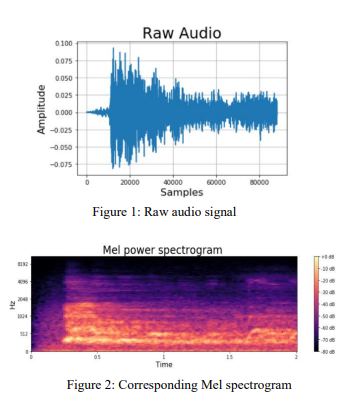 Raw Audio
0.100
0.075
0.050
0.025
0.000
−0.025
−0.050
−0.075
Amplitude
0 20000 40000 60000 80000
Samples
Figure 1: Raw audio signal
Mel power spectrogram
8192
4096
2048
1024
512
0
Hz
0 0.5 1 1.5 2
Time
+0 dB
-10 dB
-20 dB
-30 dB
-40 dB
-50 dB
-60 dB
-70 dB
-80 dB
Figure 2: Corresponding Mel spectrogram